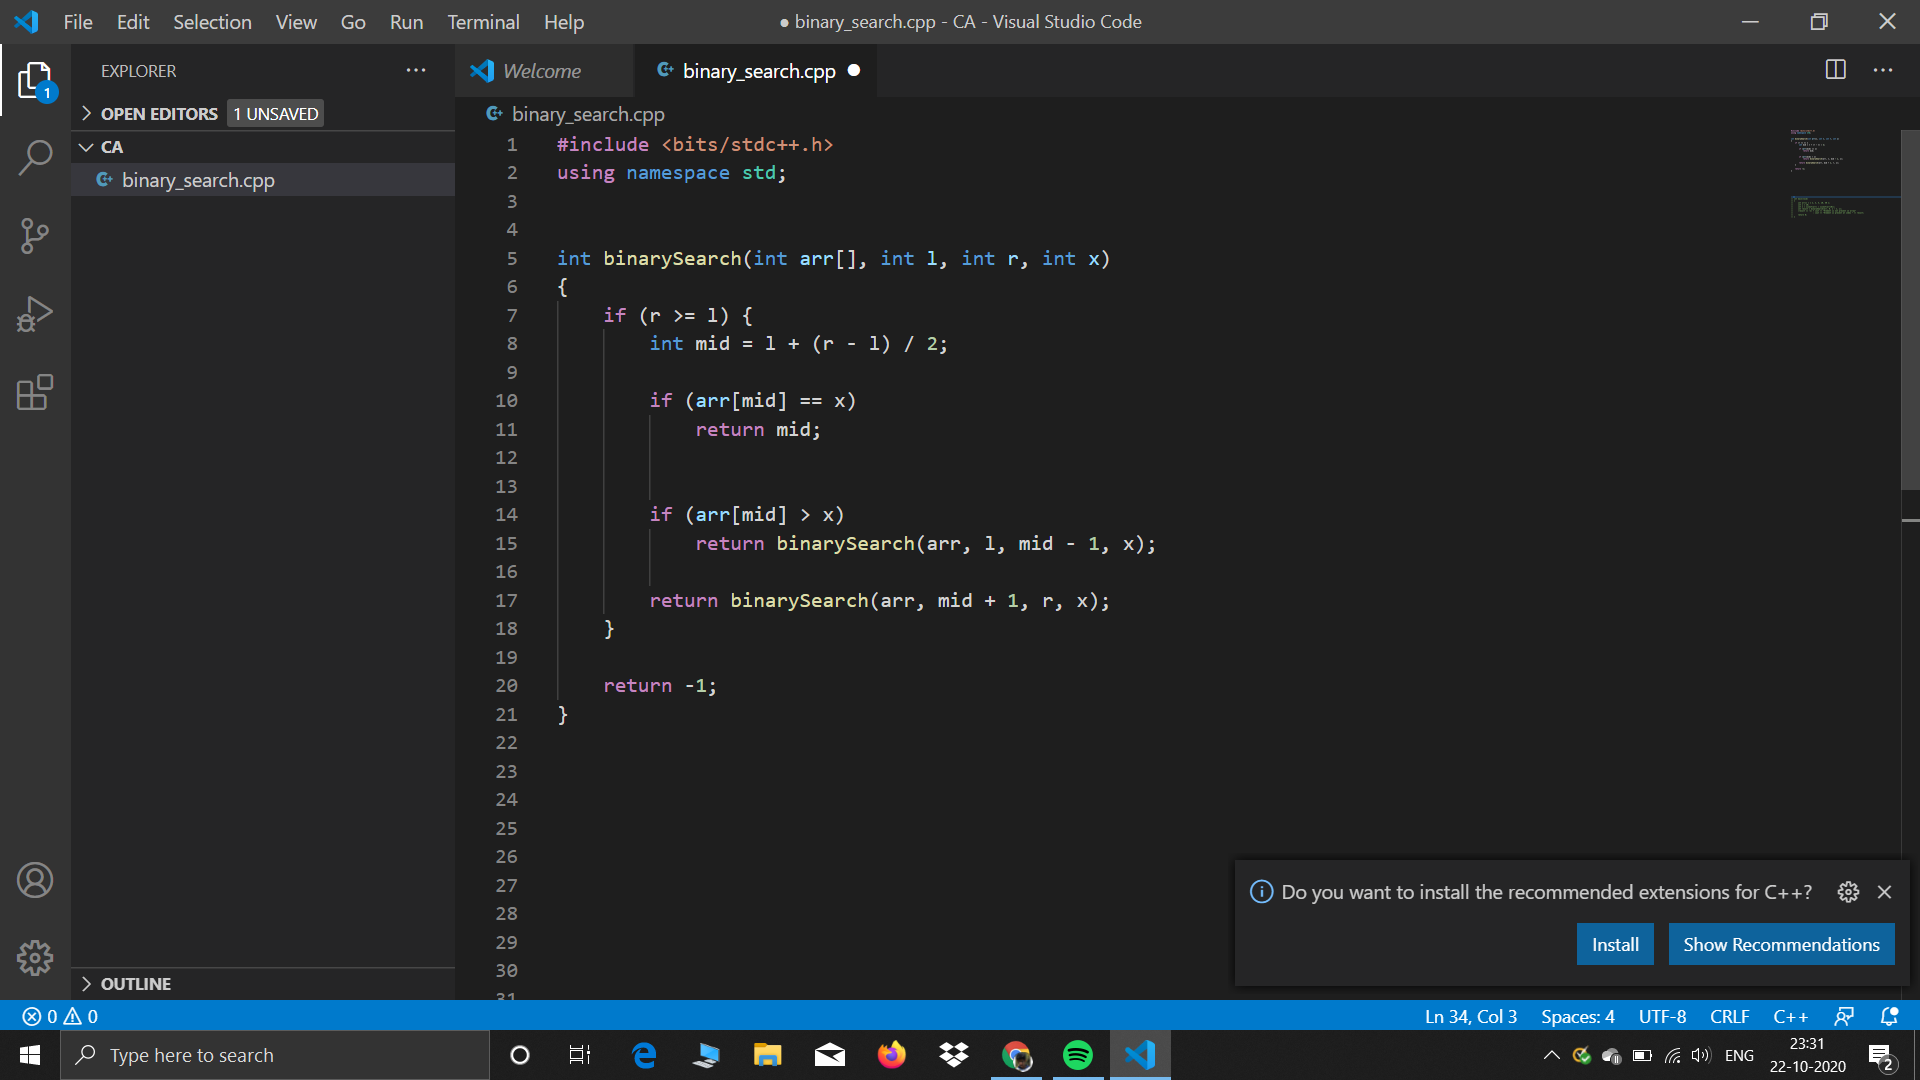 File Edit Selection View Go Run Terminal Help
● binary_search.cpp - CA - Visual Studio Code
EXPLORER
OPEN EDITORS 1 UNSAVED
CA
binary_search.cpp
OUTLINE
Welcome
binary_search.cpp
binary_search.cpp
1 #include <bits/stdc++.h>
2 using namespace std;
3
4
5 int binarySearch(int arr[], int l, int r, int x)
6 {
7 if (r >= l) {
8 int mid = l + (r - l) / 2;
9
10 if (arr[mid] == x)
11 return mid;
12
13
14 if (arr[mid] > x)
15 return binarySearch(arr, l, mid - 1, x);
16
17 return binarySearch(arr, mid + 1, r, x);
18 }
19
20 return -1;
21 }
22
23
24
25
26
27
28
29
30
31
1
Do you want to install the recommended extensions for C++?
Install Show Recommendations
0 0
Ln 34, Col 3 Spaces: 4 UTF-8 CRLF C++
Type here to search
ENG
23:31
22-10-2020
2